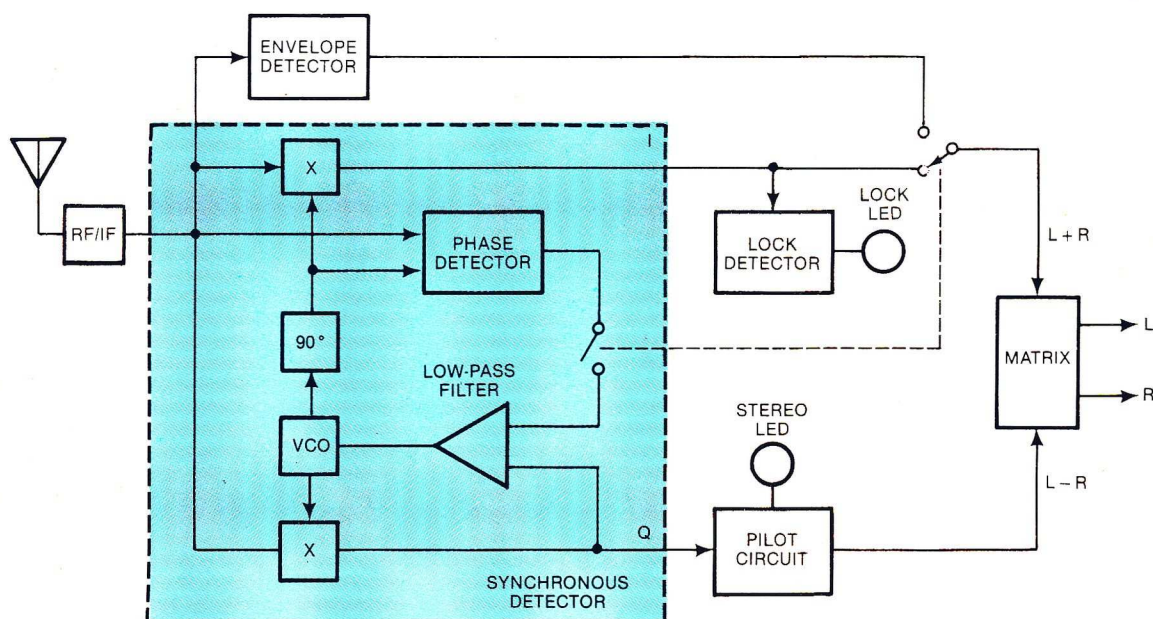 ENVELOPE
DETECTOR
I
X
RF/IF
PHASE
DETECTOR
LOCK
DETECTOR
LOCK
LED
L+R
90°
LOW-PASS
FILTER
VCO
MATRIX
L
R
STEREO
LED
L−R
X
Q
PILOT
CIRCUIT
SYNCHRONOUS
DETECTOR